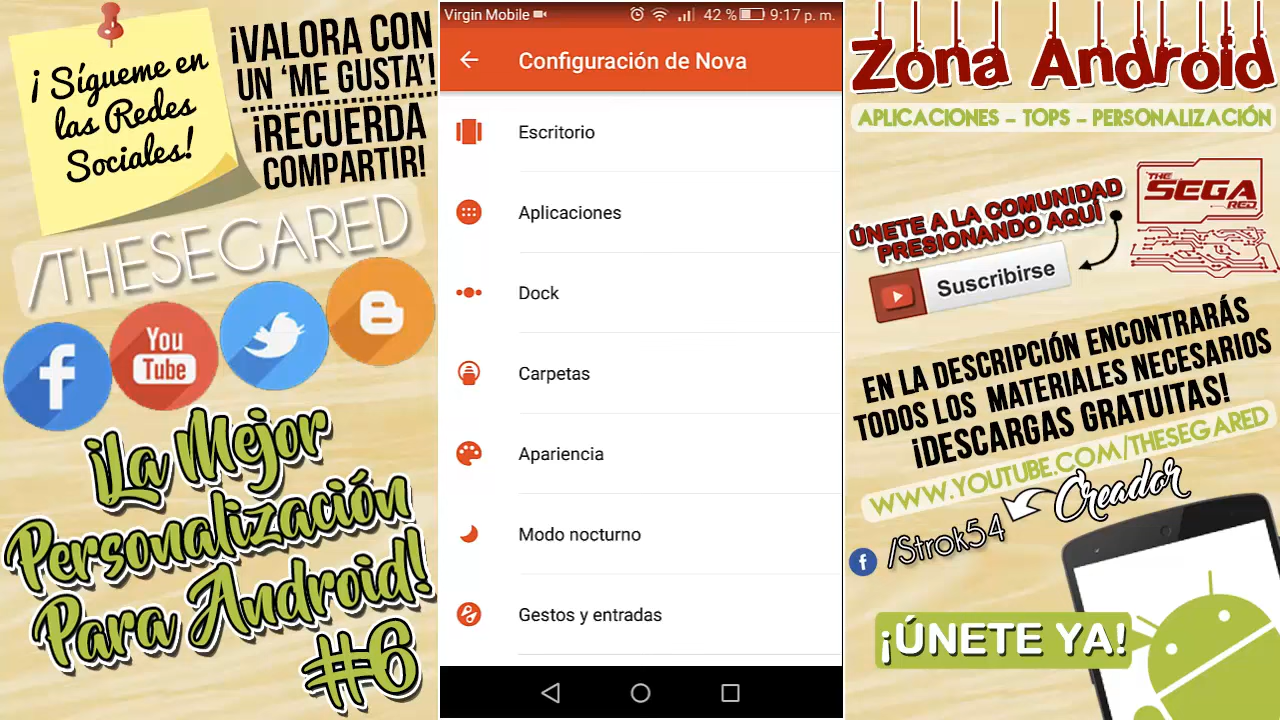 ¡ Sígueme en
las Redes
Sociales!
¡VALORA CON
UN 'ME GUSTA'!
¡RECUERDA
COMPARTIR!
/THESEGARED
f
You
Tube
B
¡La Mejor
Personalización
Para Android!
#6
Virgin Mobile
42 %
9:17 p. m.
Configuración de Nova
Escritorio
Aplicaciones
Dock
Carpetas
Apariencia
Modo nocturno
Gestos y entradas
Zona Android
APLICACIONES – TOPS – PERSONALIZACIÓN
THE
SEGA
RED
ÚNETE A LA COMUNIDAD
PRESIONANDO AQUÍ
Suscribirse
EN LA DESCRIPCIÓN ENCONTRARÁS
TODOS LOS MATERIALES NECESARIOS
¡DESCARGAS GRATUITAS!
WWW.YOUTUBE.COM/THESEGARED
Creador
f /Strok54
¡ÚNETE YA!